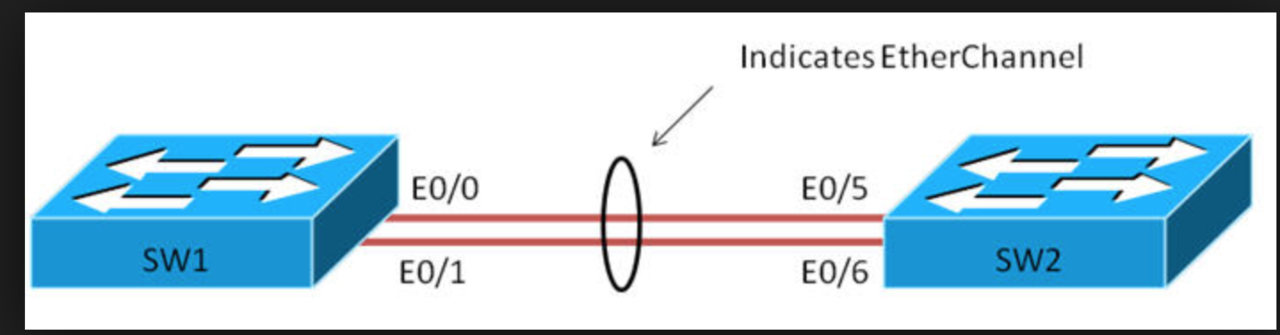 Indicates EtherChannel
E0/0
E0/5
SW1
SW2
E0/1
E0/6